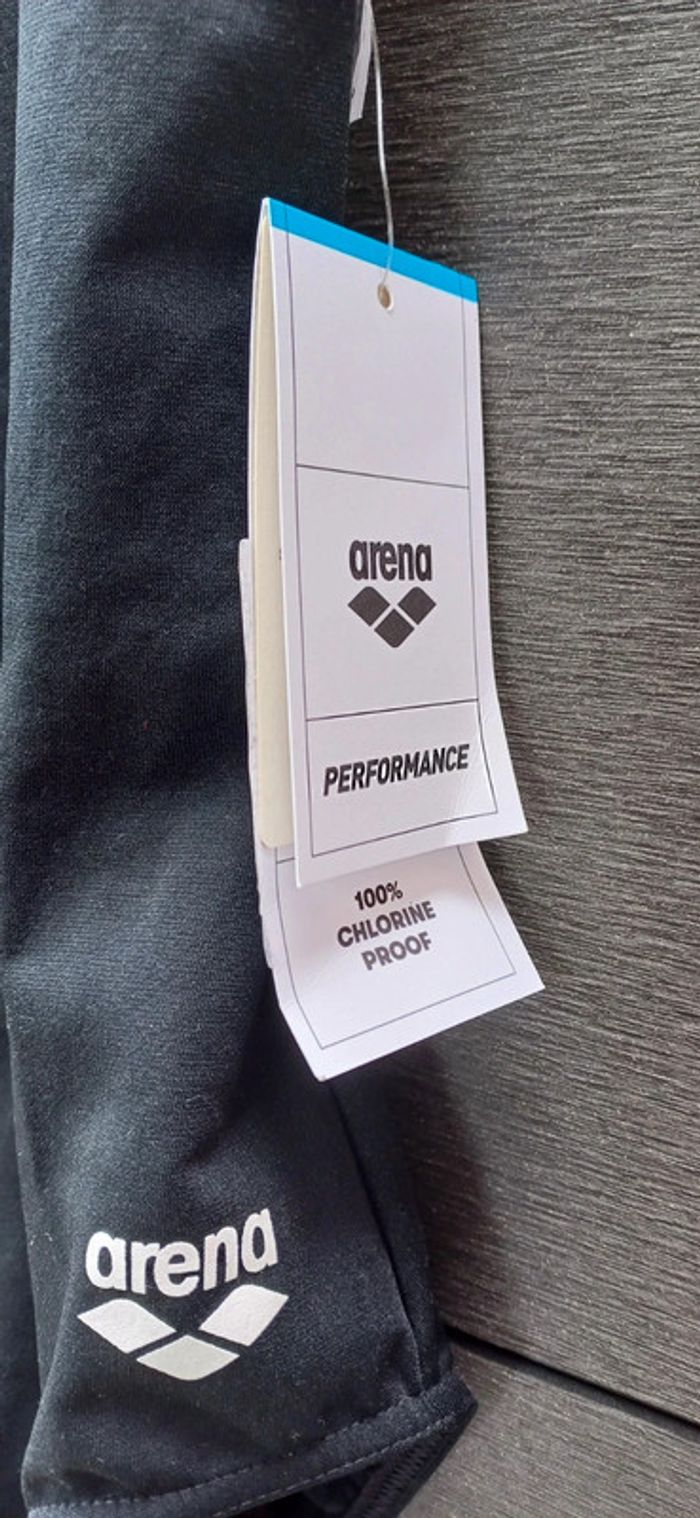 arena
PERFORMANCE
100%
CHLORINE
PROOF
arena